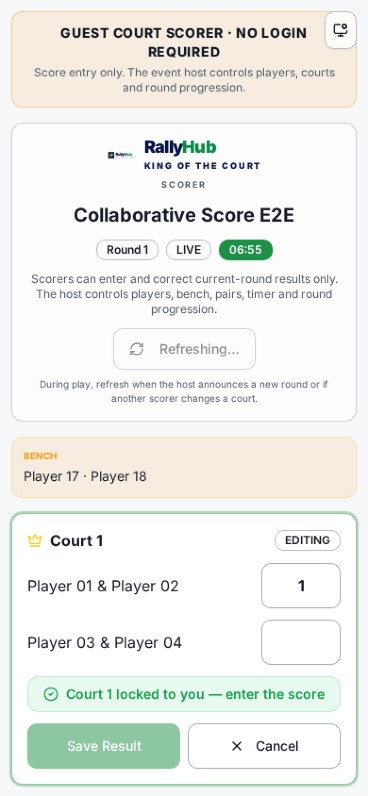 GUEST COURT SCORER · NO LOGIN
REQUIRED
Score entry only. The event host controls players, courts
and round progression.
RallyHub
KING OF THE COURT
SCORER
Collaborative Score E2E
Round 1 LIVE 06:55
Scorers can enter and correct current-round results only.
The host controls players, bench, pairs, timer and round
progression.
Refreshing...
During play, refresh when the host announces a new round or if
another scorer changes a court.
BENCH
Player 17 · Player 18
Court 1 EDITING
Player 01 & Player 02 1
Player 03 & Player 04
Court 1 locked to you — enter the score
Save Result Cancel